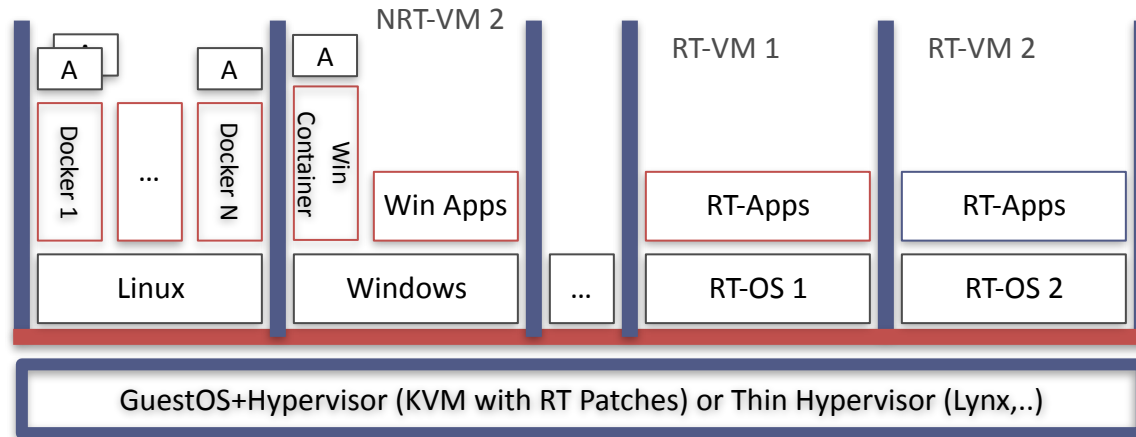 NRT-VM 2
RT-VM 1
RT-VM 2
A
A
A
Docker 1
...
Docker N
Win
Container
Win Apps
RT-Apps
RT-Apps
Linux
Windows
...
RT-OS 1
RT-OS 2
GuestOS+Hypervisor (KVM with RT Patches) or Thin Hypervisor (Lynx,..)